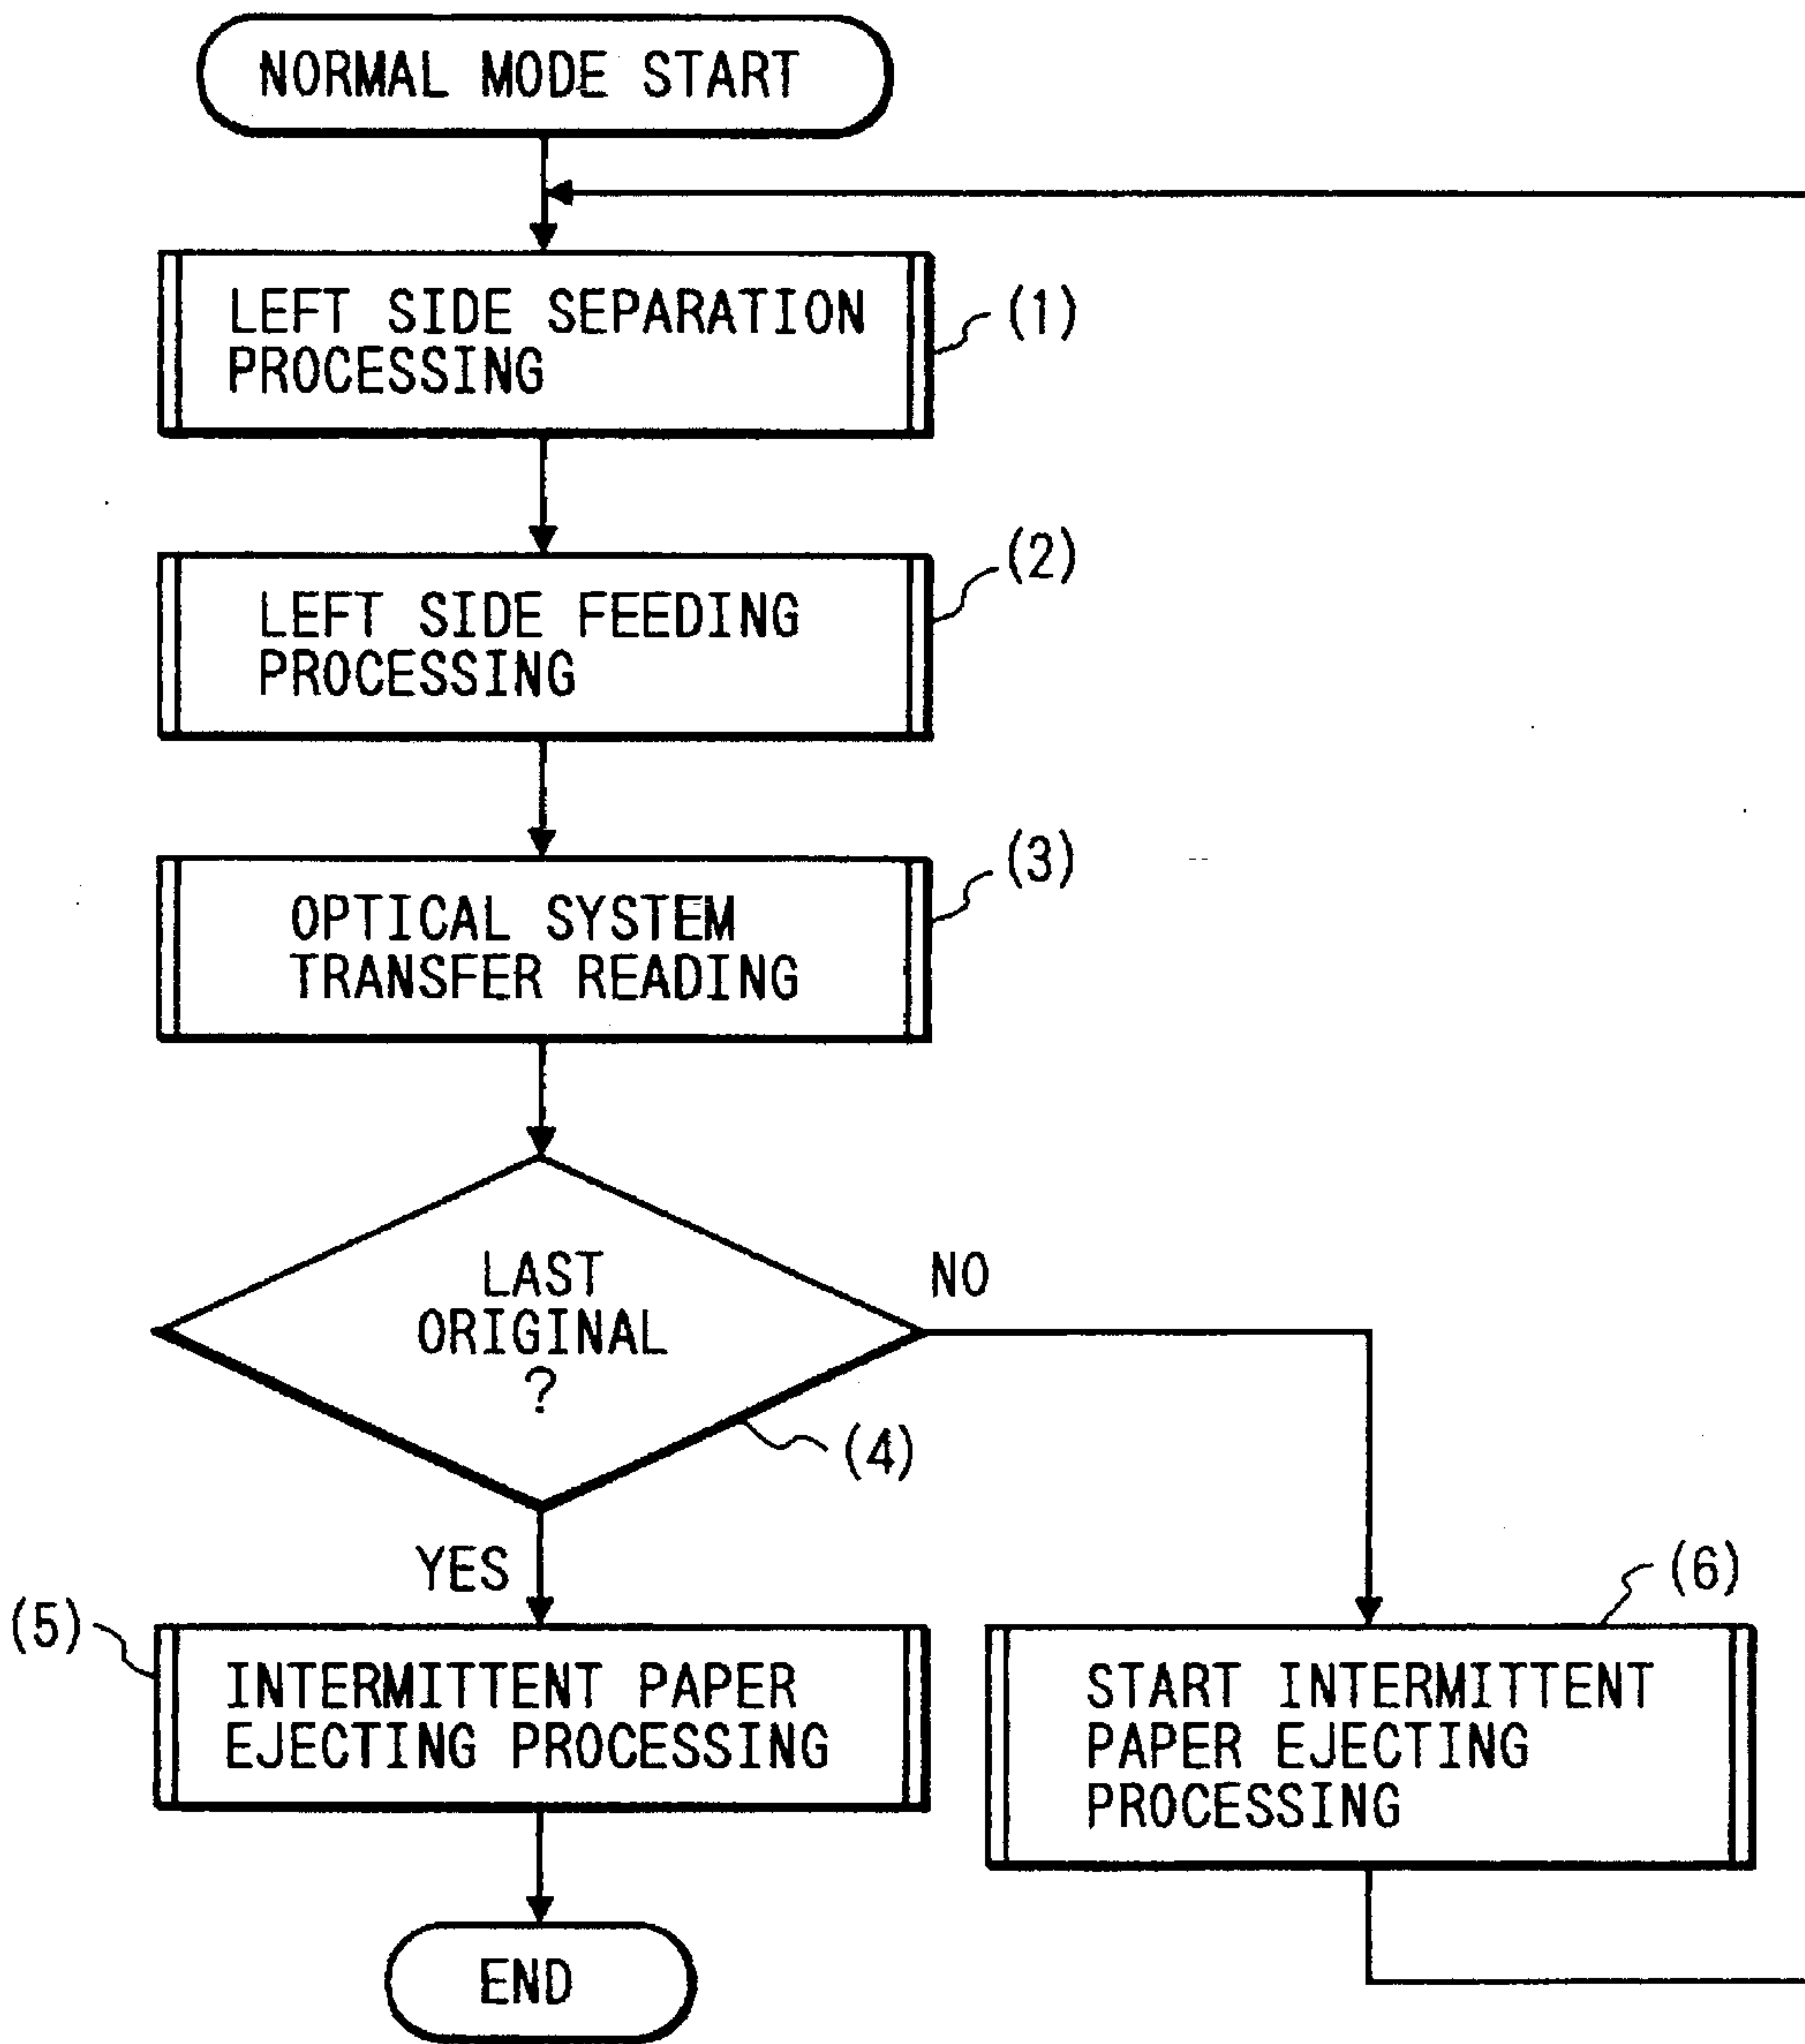 NORMAL MODE START
LEFT SIDE SEPARATION
PROCESSING
(1)
LEFT SIDE FEEDING
PROCESSING
(2)
OPTICAL SYSTEM
TRANSFER READING
(3)
LAST
ORIGINAL
?
NO
(4)
YES
(5)
INTERMITTENT PAPER
EJECTING PROCESSING
(6)
START INTERMITTENT
PAPER EJECTING
PROCESSING
END